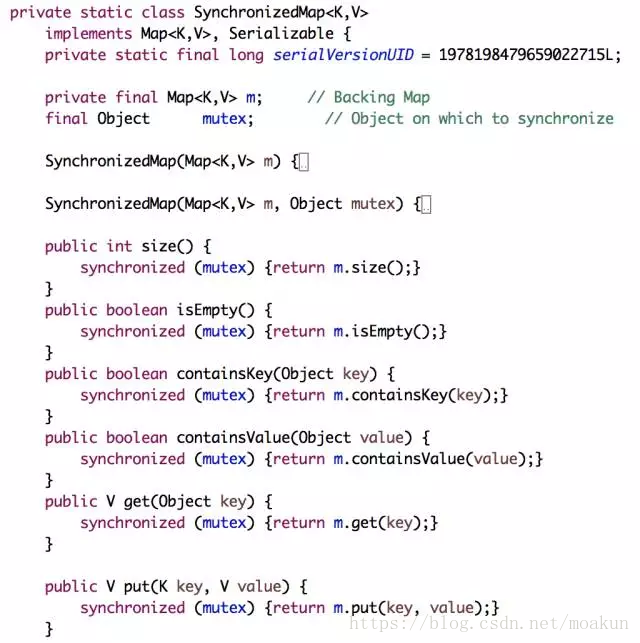 private static class SynchronizedMap<K,V>
    implements Map<K,V>, Serializable {
    private static final long serialVersionUID = 1978198479659022715L;

    private final Map<K,V> m;     // Backing Map
    final Object      mutex;        // Object on which to synchronize

    SynchronizedMap(Map<K,V> m) {..

    SynchronizedMap(Map<K,V> m, Object mutex) {..

    public int size() {
        synchronized (mutex) {return m.size();}
    }
    public boolean isEmpty() {
        synchronized (mutex) {return m.isEmpty();}
    }
    public boolean containsKey(Object key) {
        synchronized (mutex) {return m.containsKey(key);}
    }
    public boolean containsValue(Object value) {
        synchronized (mutex) {return m.containsValue(value);}
    }
    public V get(Object key) {
        synchronized (mutex) {return m.get(key);}
    }

    public V put(K key, V value) {
        synchronized (mutex) {return m.put(key, value);}
    }
https://blog.csdn.net/moakun